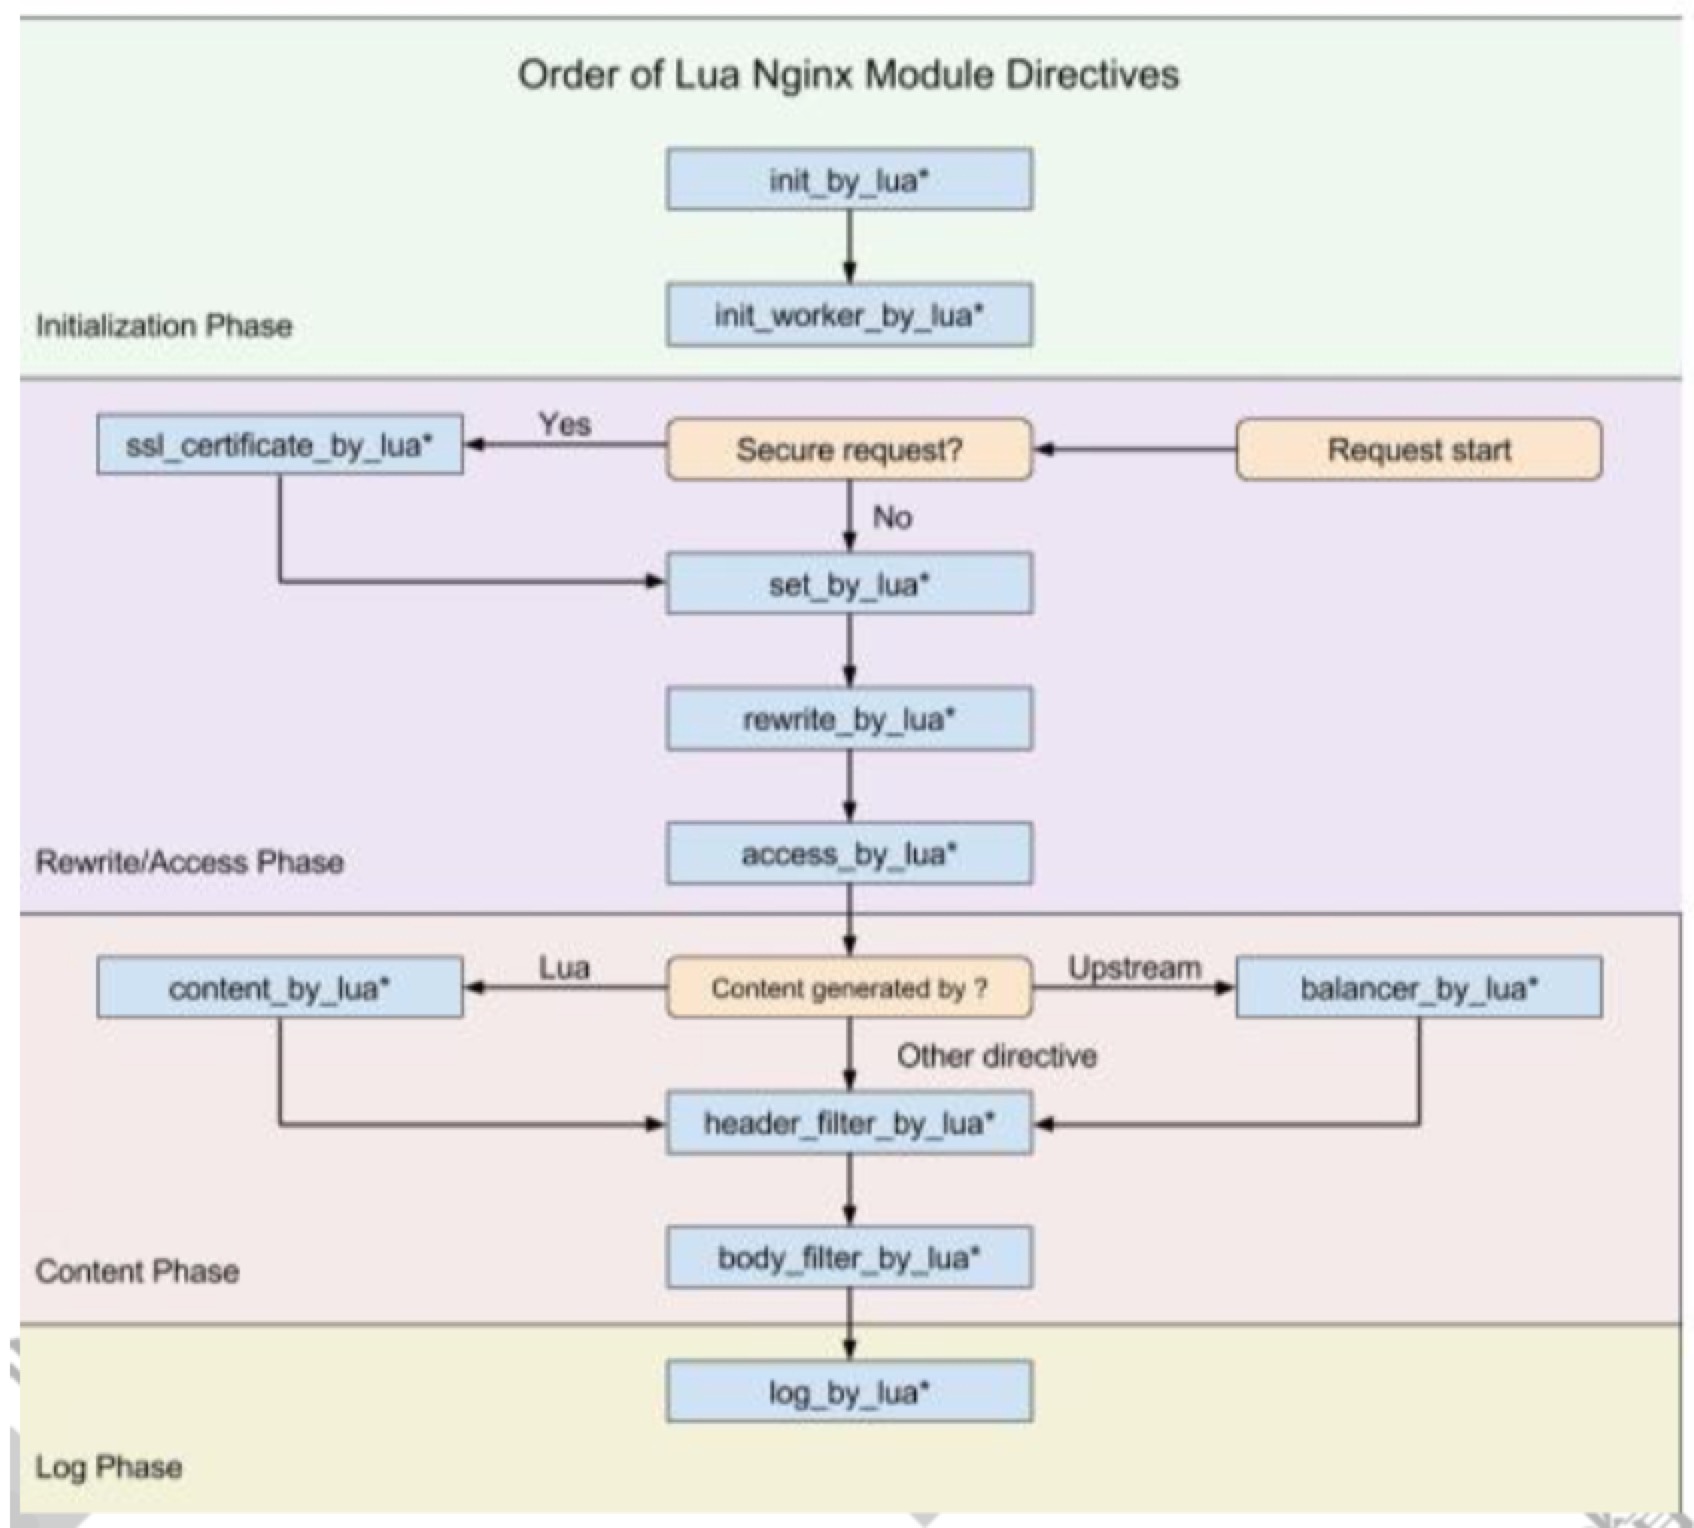 Order of Lua Nginx Module Directives
init_by_lua*
init_worker_by_lua*
Initialization Phase
ssl_certificate_by_lua*
Yes
Secure request?
Request start
No
set_by_lua*
rewrite_by_lua*
access_by_lua*
Rewrite/Access Phase
content_by_lua*
Lua
Content generated by ?
Upstream
balancer_by_lua*
Other directive
header_filter_by_lua*
body_filter_by_lua*
Content Phase
log_by_lua*
Log Phase